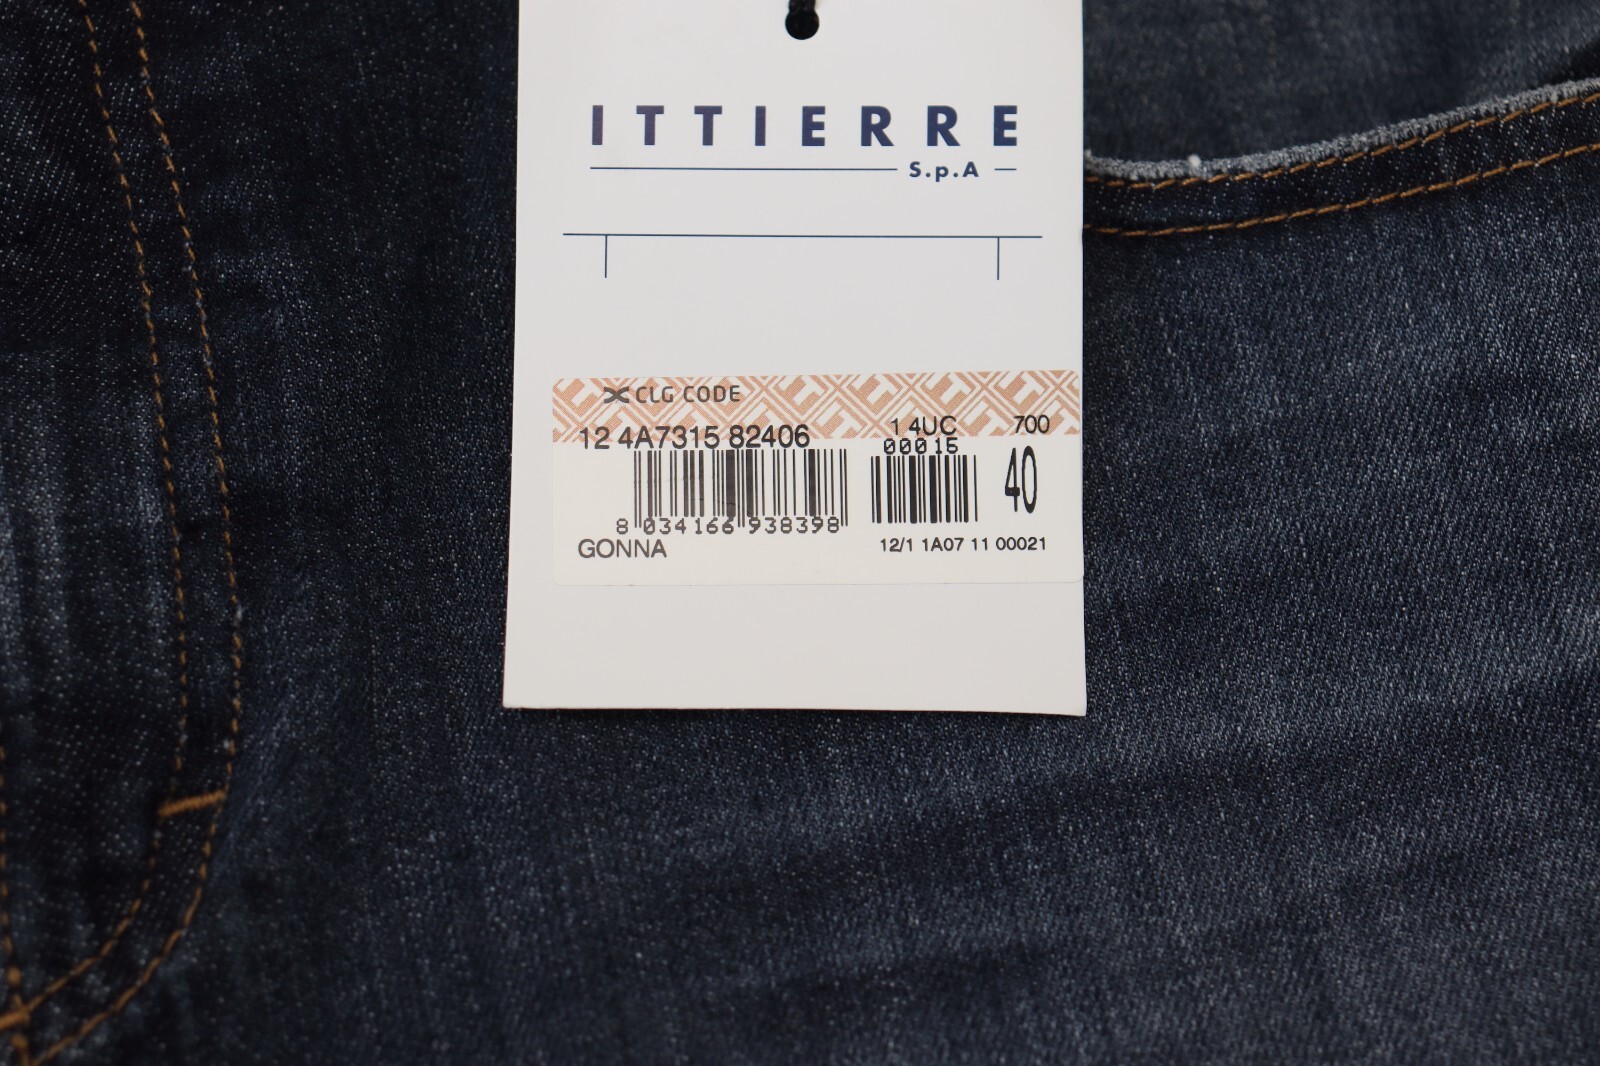 ITTIERRE
S.p.A
CLG CODE
12 4A7315 82406 1 4UC 700
00015
40
8 034166 938398
GONNA 12/1 1A07 11 00021